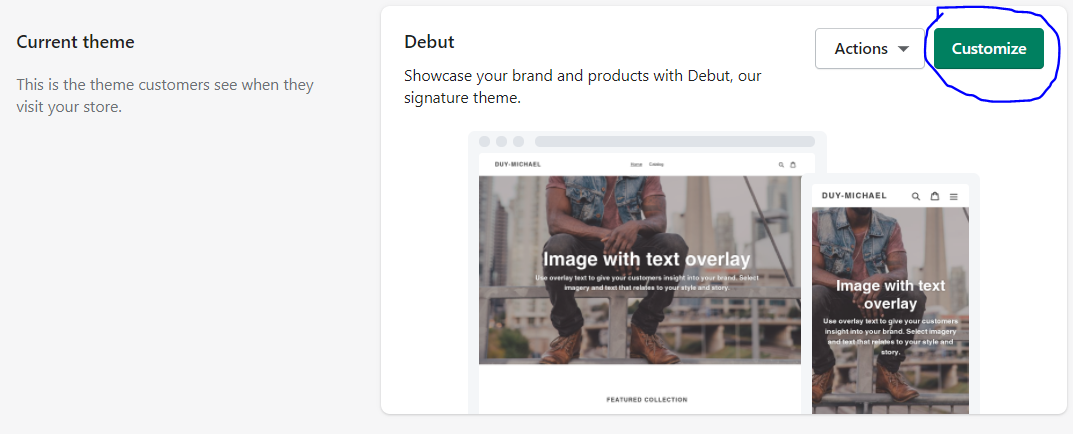 Current theme
This is the theme customers see when they
visit your store.
Debut
Actions
Customize
Showcase your brand and products with Debut, our
signature theme.
DUY-MICHAEL
Home
Catalog
Image with text overlay
Use overlay text to give your customers insight into your brand. Select
imagery and text that relates to your style and story.
FEATURED COLLECTION
DUY-MICHAEL
Image with text
overlay
Use overlay text to give your customers
insight into your brand. Select imagery
and text that relates to your style and
story.